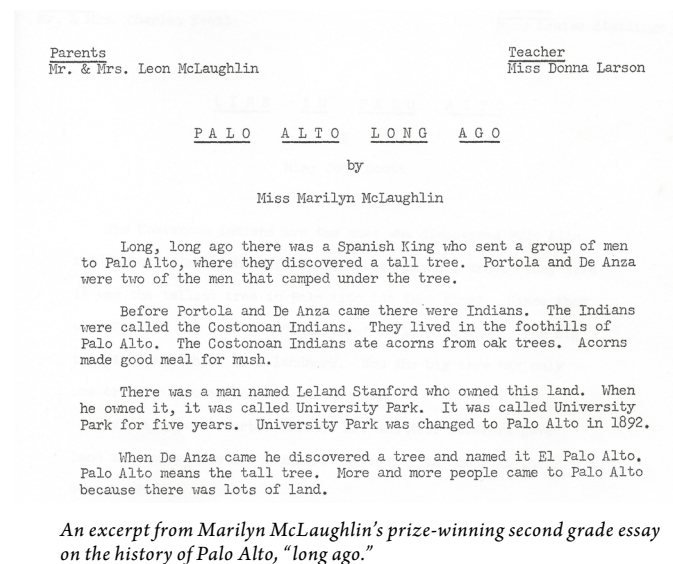 Parents
Mr. & Mrs. Leon McLaughlin
Teacher
Miss Donna Larson
PALO ALTO LONG AGO
by
Miss Marilyn McLaughlin
Long, long ago there was a Spanish King who sent a group of men
to Palo Alto, where they discovered a tall tree. Portola and De Anza
were two of the men that camped under the tree.
Before Portola and De Anza came there were Indians. The Indians
were called the Costonoan Indians. They lived in the foothills of
Palo Alto. The Costonoan Indians ate acorns from oak trees. Acorns
made good meal for mush.
There was a man named Leland Stanford who owned this land. When
he owned it, it was called University Park. It was called University
Park for five years. University Park was changed to Palo Alto in 1892.
When De Anza came he discovered a tree and named it El Palo Alto.
Palo Alto means the tall tree. More and more people came to Palo Alto
because there was lots of land.
An excerpt from Marilyn McLaughlin's prize-winning second grade essay
on the history of Palo Alto, "long ago."